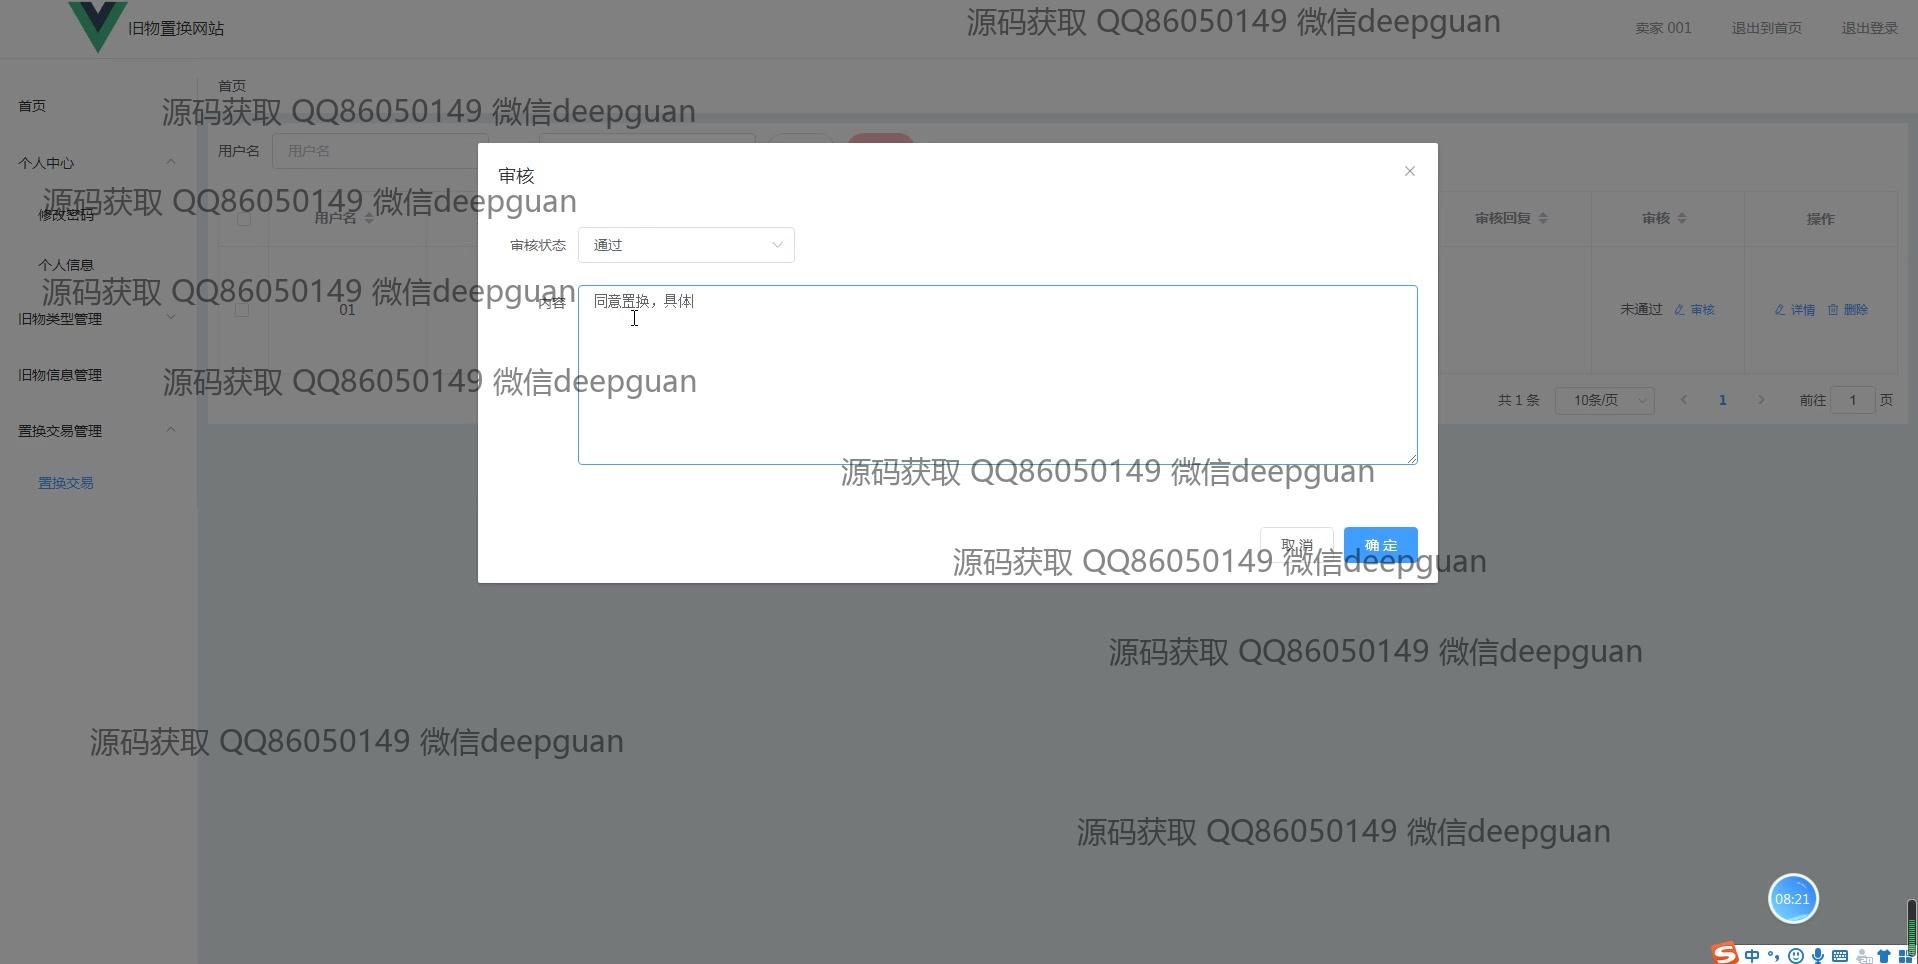 旧物置换网站
源码获取 QQ86050149 微信deepguan
卖家 001
退出到首页
退出登录
首页
首页
源码获取 QQ86050149 微信deepguan
用户名
用户名
个人中心
审核
源码获取 QQ86050149 微信deepguan
修改密码
用户名
审核回复
审核
操作
审核状态
通过
个人信息
源码获取 QQ86050149 微信deepguan
内容
同意置换，具体
01
未通过
审核
详情
删除
旧物类型管理
旧物信息管理
源码获取 QQ86050149 微信deepguan
共 1 条
10条/页
1
前往
1
页
置换交易管理
源码获取 QQ86050149 微信deepguan
置换交易
取 消
确 定
源码获取 QQ86050149 微信deepguan
源码获取 QQ86050149 微信deepguan
源码获取 QQ86050149 微信deepguan
源码获取 QQ86050149 微信deepguan
08:21
中